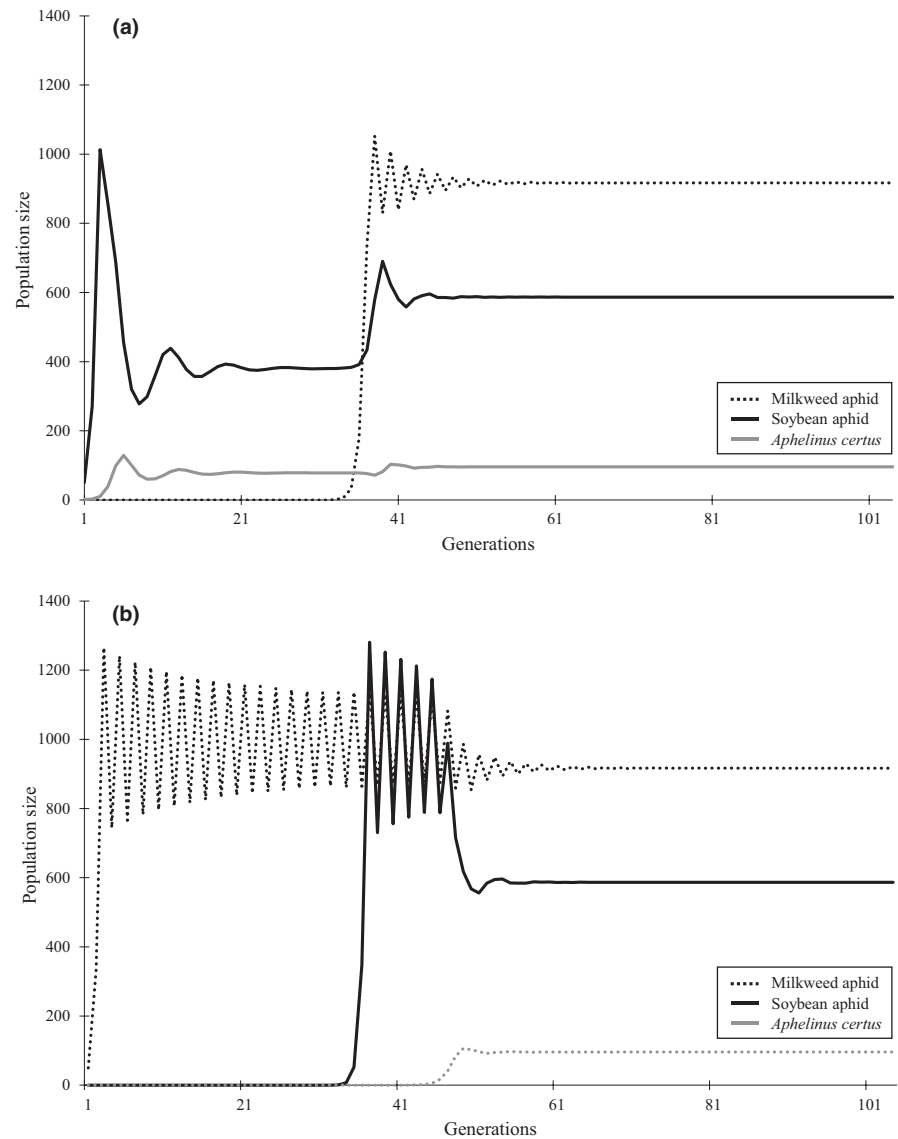 (a)
1400
1200
1000
800
600
400
200
0
Population size
1 21 41 61 81 101
Generations
Milkweed aphid
Soybean aphid
Aphelinus certus
(b)
1400
1200
1000
800
600
400
200
0
Population size
1 21 41 61 81 101
Generations
Milkweed aphid
Soybean aphid
Aphelinus certus